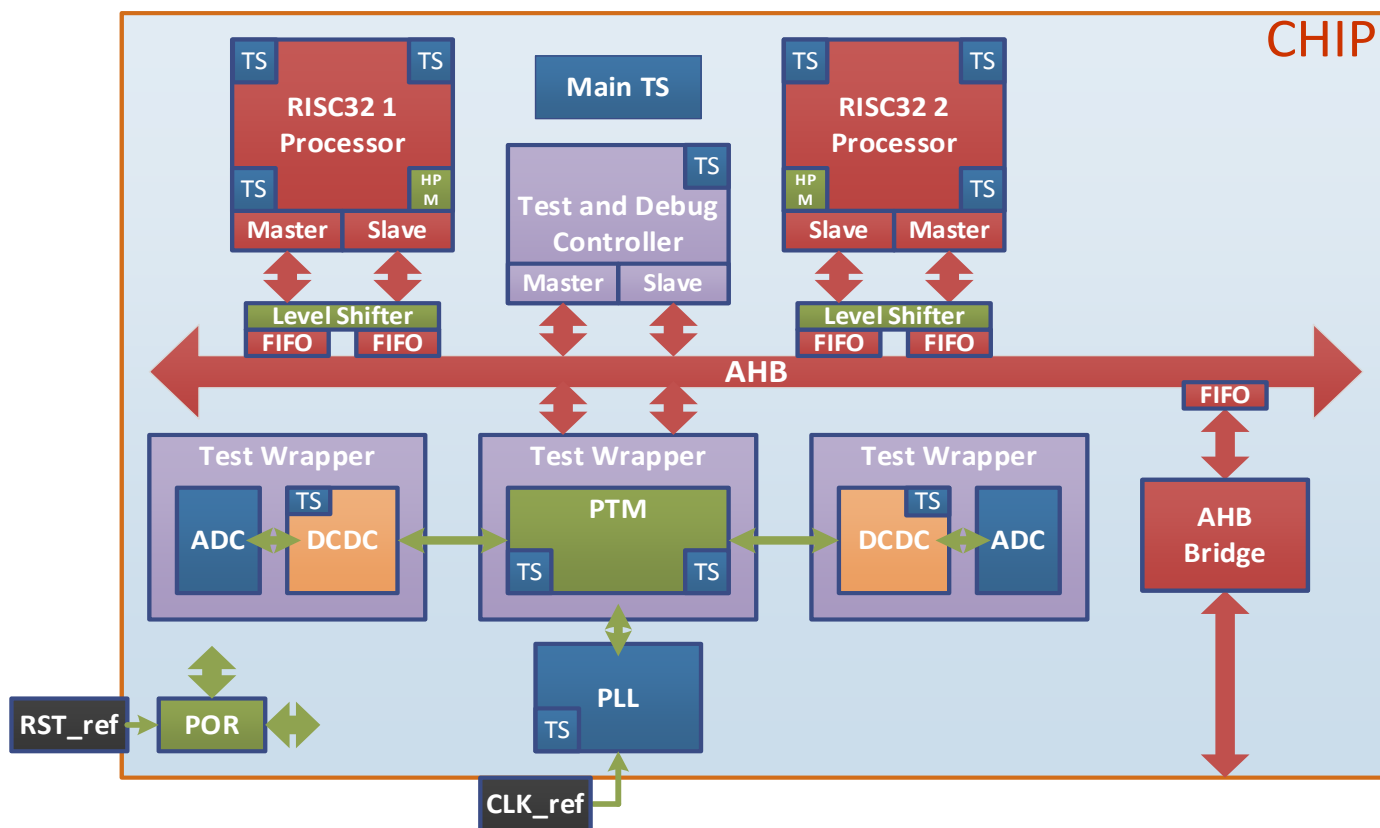 CHIP
TS
TS
RISC32 1
Processor
TS
HP
M
Master
Slave
Main TS
TS
Test and Debug
Controller
Master
Slave
TS
TS
RISC32 2
Processor
HP
M
TS
Slave
Master
Level Shifter
FIFO
FIFO
Level Shifter
FIFO
FIFO
AHB
FIFO
Test Wrapper
ADC
TS
DCDC
Test Wrapper
PTM
TS
TS
Test Wrapper
TS
DCDC
ADC
AHB
Bridge
RST_ref
POR
PLL
TS
CLK_ref